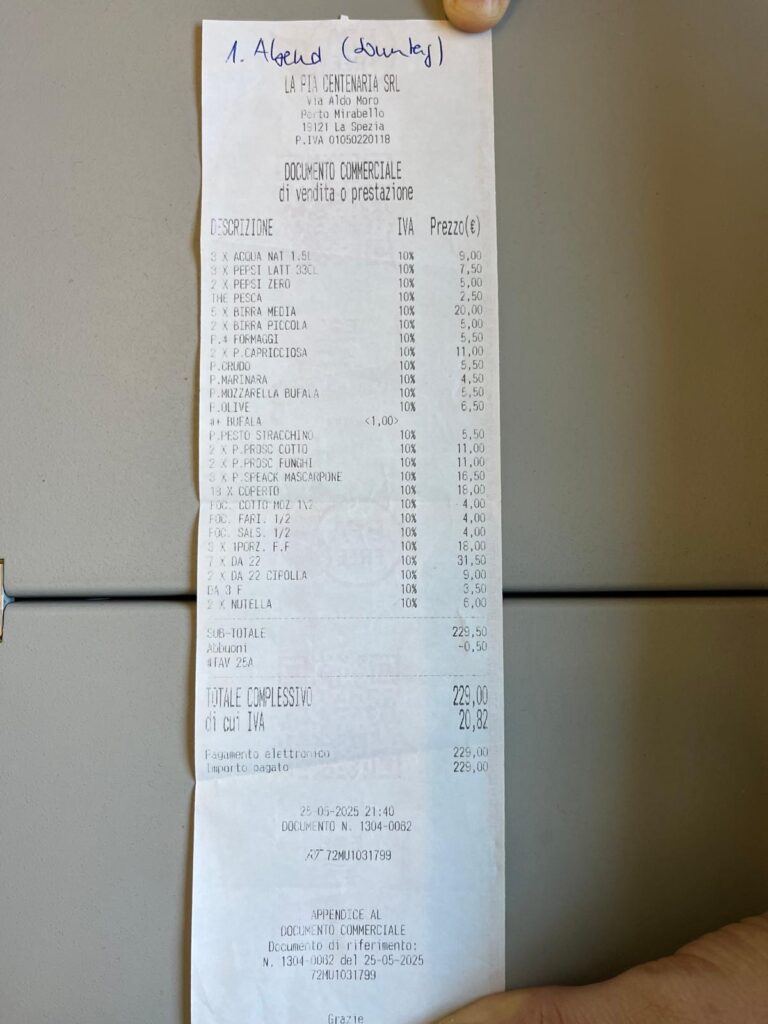 1. Abend (Sonntag)
LA PIA CENTENARIA SRL
Via Aldo Moro
Porto Mirabello
19121 La Spezia
P.IVA 01050220118
DOCUMENTO COMMERCIALE
di vendita o prestazione
DESCRIZIONE IVA Prezzo(€)
3 X ACQUA NAT 1.5L 10% 9,00
3 X PEPSI LATT 33CL 10% 7,50
2 X PEPSI ZERO 10% 5,00
THE PESCA 10% 2,50
5 X BIRRA MEDIA 10% 20,00
2 X BIRRA PICCOLA 10% 5,00
P.4 FORMAGGI 10% 5,50
2 X P.CAPRICCIOSA 10% 11,00
P.CRUDO 10% 5,50
P.MARINARA 10% 4,50
P.MOZZARELLA BUFALA 10% 5,50
P.OLIVE 10% 6,50
#+ BUFALA <1,00>
P.PESTO STRACCHINO 10% 5,50
2 X P.PROSC COTTO 10% 11,00
2 X P.PROSC FUNGHI 10% 11,00
3 X P.SPEACK MASCARPONE 10% 16,50
18 X COPERTO 10% 18,00
FOC. COTTO MOZ 1\2 10% 4,00
FOC. FARI. 1/2 10% 4,00
FOC. SALS. 1/2 10% 4,00
3 X 1PORZ. F.F 10% 18,00
7 X DA 22 10% 31,50
2 X DA 22 CIPOLLA 10% 9,00
DA 3 F 10% 3,50
2 X NUTELLA 10% 6,00
SUB-TOTALE 229,50
Abbuoni -0,50
#TAV 25A
TOTALE COMPLESSIVO 229,00
di cui IVA 20,82
Pagamento elettronico 229,00
Importo pagato 229,00
25-05-2025 21:40
DOCUMENTO N. 1304-0062
RT 72MU1031799
APPENDICE AL
DOCUMENTO COMMERCIALE
Documento di riferimento:
N. 1304-0062 del 25-05-2025
72MU1031799
Grazie